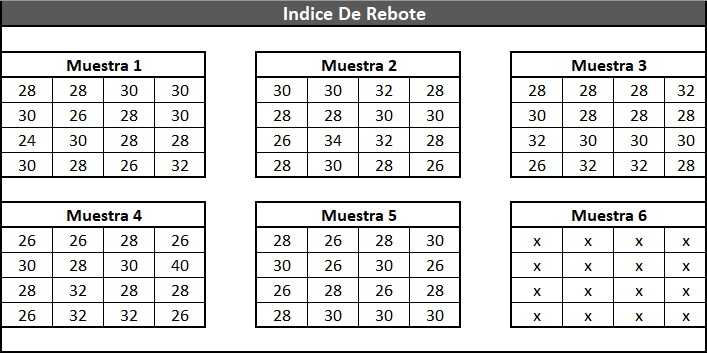 Indice De Rebote
Muestra 1 Muestra 2 Muestra 3
28 28 30 30 30 30 32 28 28 28 28 32
30 26 28 30 28 28 30 30 30 28 28 28
24 30 28 28 26 34 32 28 32 30 30 30
30 28 26 32 28 30 28 26 26 32 32 28
Muestra 4 Muestra 5 Muestra 6
26 26 28 26 28 26 28 30 x x x x
30 28 30 40 30 26 30 26 x x x x
28 32 28 28 26 28 26 28 x x x x
26 32 32 26 28 30 30 30 x x x x